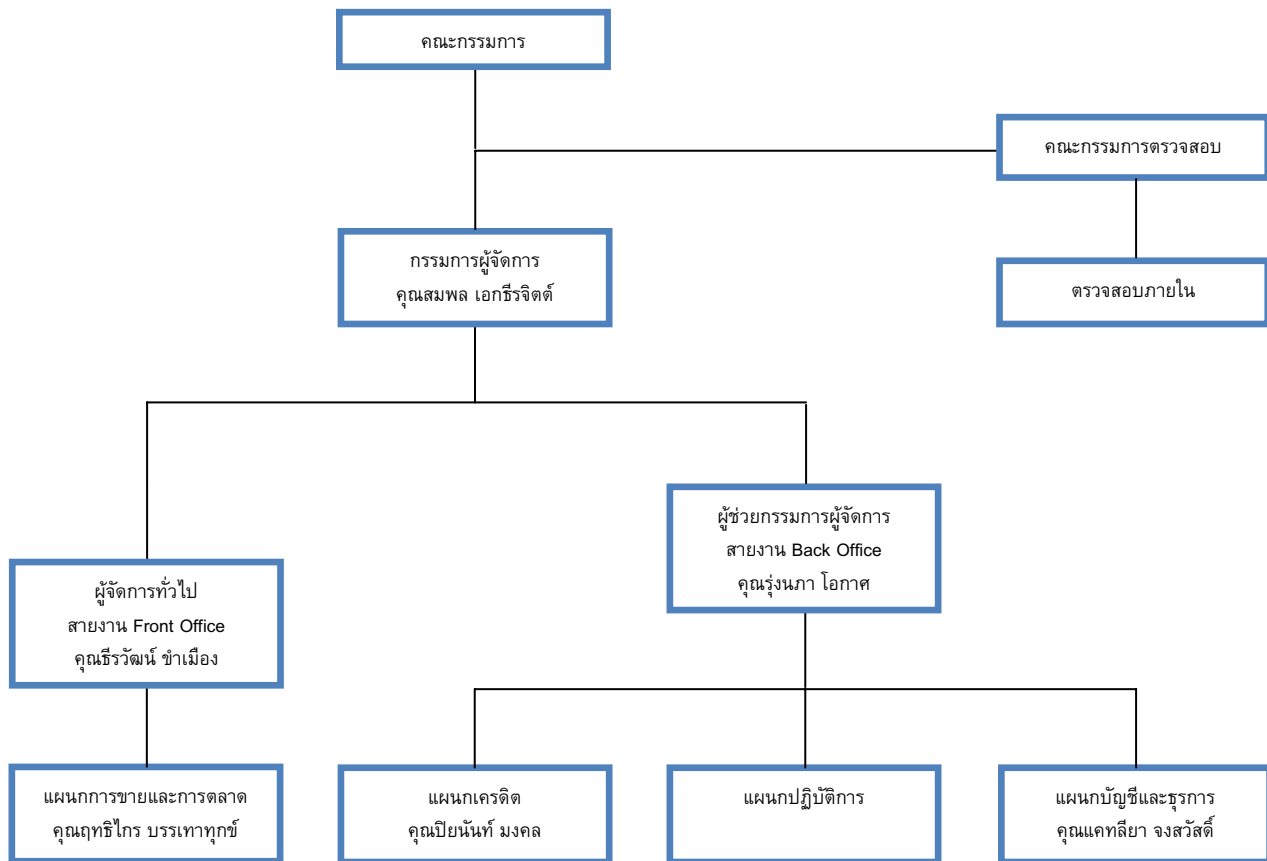 คณะกรรมการ
คณะกรรมการตรวจสอบ
กรรมการผู้จัดการ
คุณสมพล เอกธีรจิตต์
ตรวจสอบภายใน
ผู้ช่วยกรรมการผู้จัดการ
สายงาน Back Office
คุณรุ่งนภา โอกาศ
ผู้จัดการทั่วไป
สายงาน Front Office
คุณธีรวัฒน์ ขำเมือง
แผนกการขายและการตลาด
คุณฤทธิไกร บรรเทาทุกข์
แผนกเครดิต
คุณปิยนันท์ มงคล
แผนกปฏิบัติการ
แผนกบัญชีและธุรการ
คุณแคทลียา จงสวัสดิ์